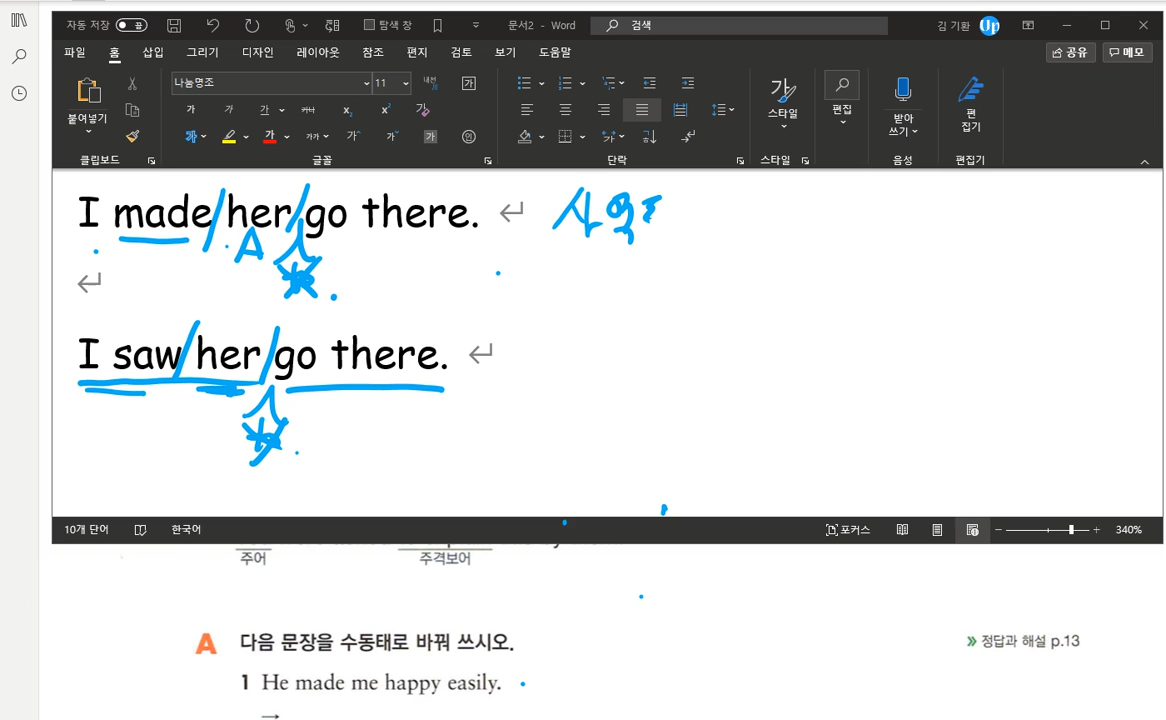 자동 저장 끔 탐색 창 문서2 - Word 검색 김 기환 Up
파일 홈 삽입 그리기 디자인 레이아웃 참조 편지 검토 보기 도움말 공유 메모
나눔명조 11
붙여넣기 스타일 편집 받아쓰기 편집기
클립보드 글꼴 단락 스타일 음성 편집기
I made/her/go there.
A
I saw/her/go there.
10개 단어 한국어 포커스 340%
주어 주격보어
A 다음 문장을 수동태로 바꿔 쓰시오. 정답과 해설 p.13
1 He made me happy easily.
→